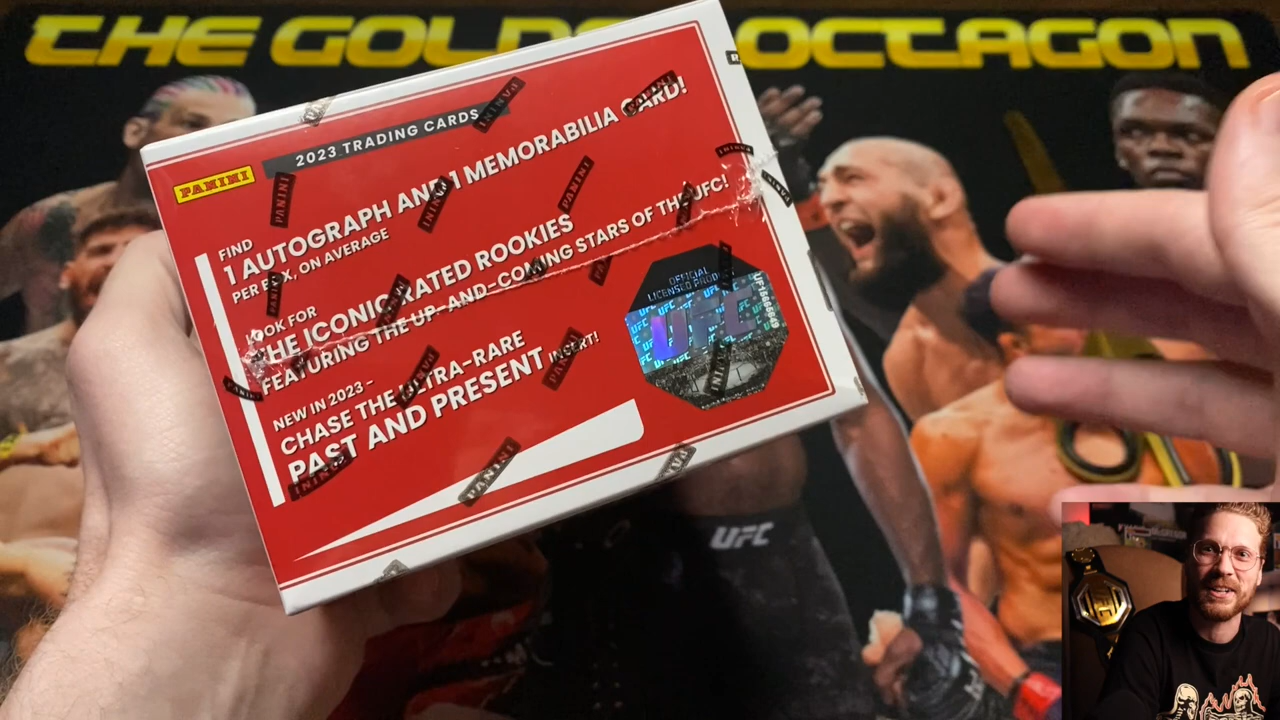 THE GOLDE OCTAGON
2023 TRADING CARDS
PANINI
FIND
1 AUTOGRAPH AND 1 MEMORABILIA CARD!
PER BOX, ON AVERAGE
LOOK FOR
THE ICONIC RATED ROOKIES
FEATURING THE UP-AND-COMING STARS OF THE UFC!
NEW IN 2023 -
CHASE THE ULTRA-RARE
PAST AND PRESENT INSERT!
OFFICIAL
LICENSED PRODUCT
UFC
UFC